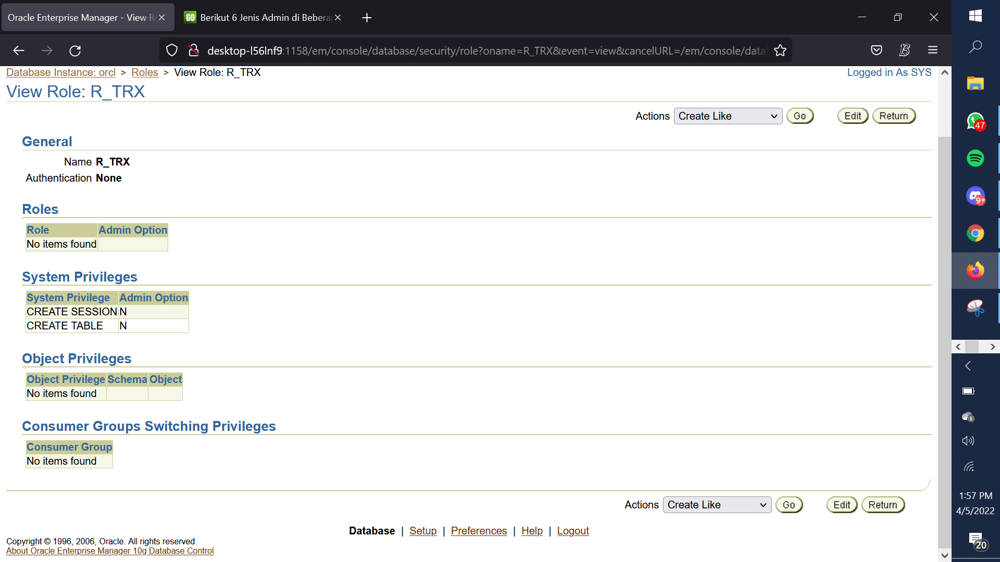 Oracle Enterprise Manager - View R
GO Berikut 6 Jenis Admin di Bebera
desktop-l56lnf9:1158/em/console/database/security/role?oname=R_TRX&event=view&cancelURL=/em/console/data
Database Instance: orcl > Roles > View Role: R_TRX
Logged in As SYS
View Role: R_TRX
Actions Create Like Go Edit Return
General
Name R_TRX
Authentication None
Roles
Role Admin Option
No items found
System Privileges
System Privilege Admin Option
CREATE SESSION N
CREATE TABLE N
Object Privileges
Object Privilege Schema Object
No items found
Consumer Groups Switching Privileges
Consumer Group
No items found
Actions Create Like Go Edit Return
Database | Setup | Preferences | Help | Logout
Copyright © 1996, 2006, Oracle. All rights reserved.
About Oracle Enterprise Manager 10g Database Control
47
9+
1:57 PM
4/5/2022
20